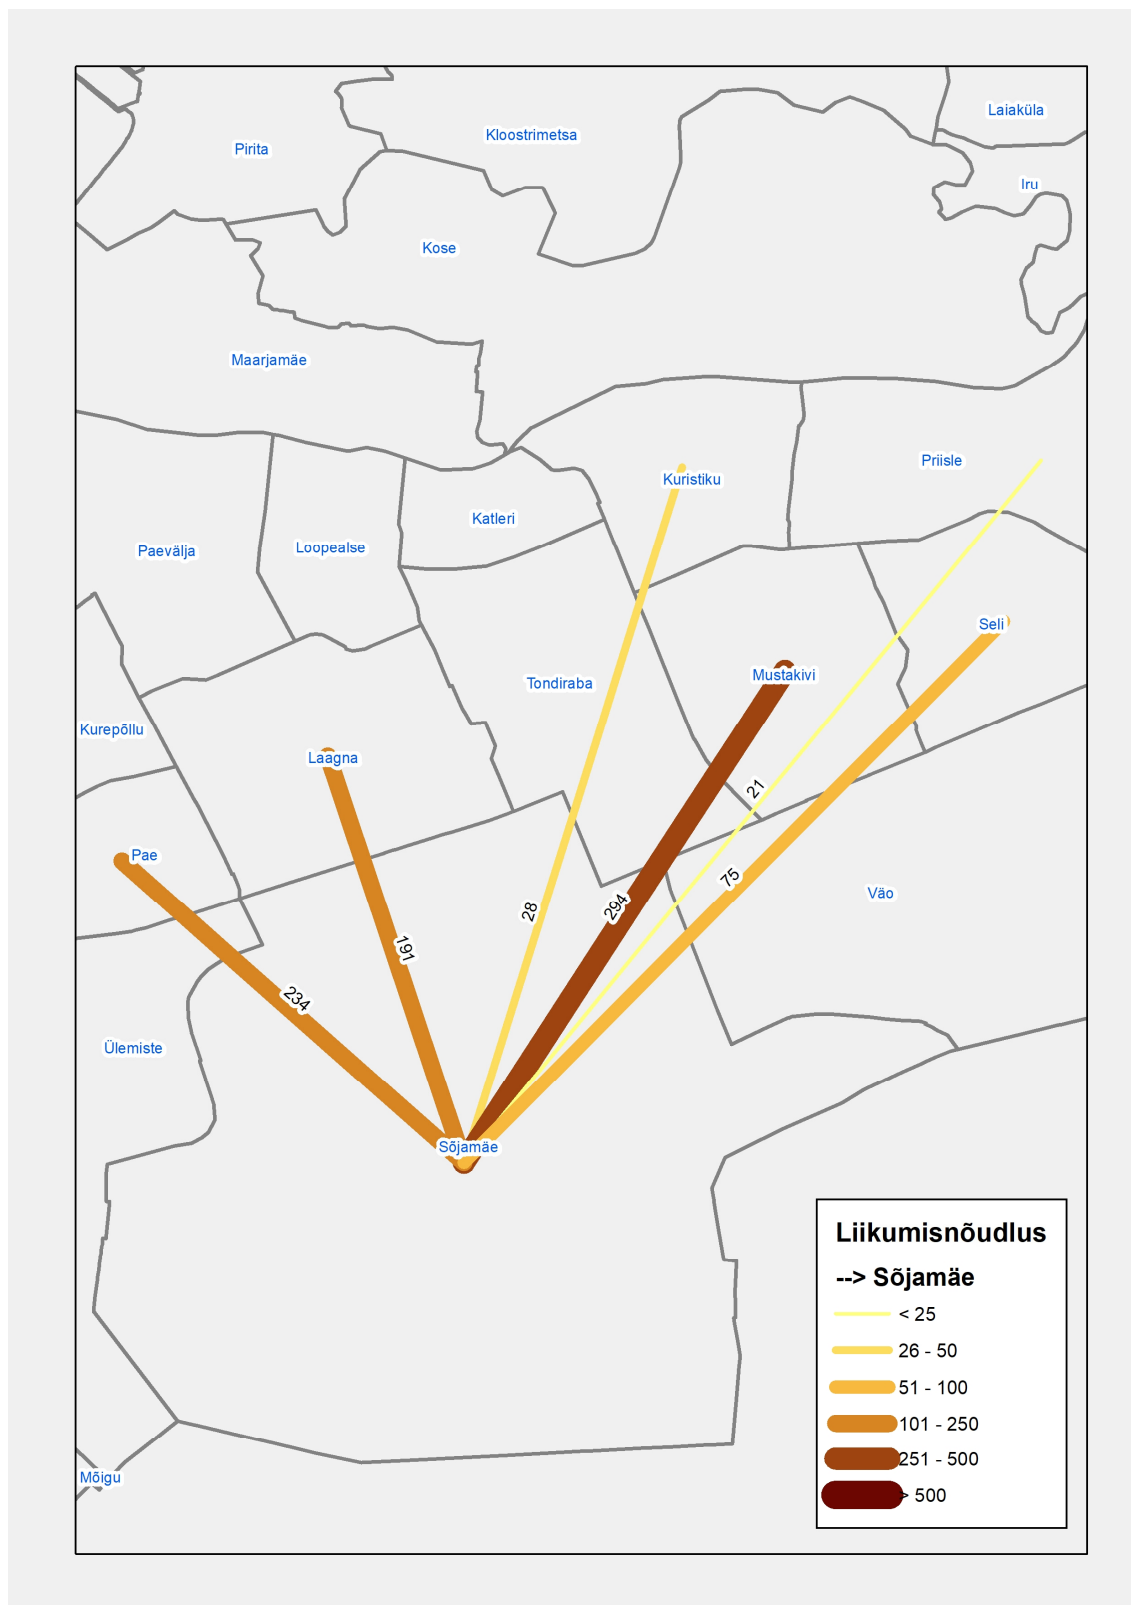 Laiaküla
Kloostrimetsa
Pirita
Iru
Kose
Maarjamäe
Priisle
Kuristiku
Katleri
Loopealse
Paevälja
Seli
Mustakivi
Tondiraba
Kurepõllu
Laagna
21
Pae
75
Väo
294
28
191
234
Ülemiste
Sõjamäe
Liikumisnõudlus
--> Sõjamäe
< 25
26 - 50
51 - 100
101 - 250
251 - 500
> 500
Mõigu